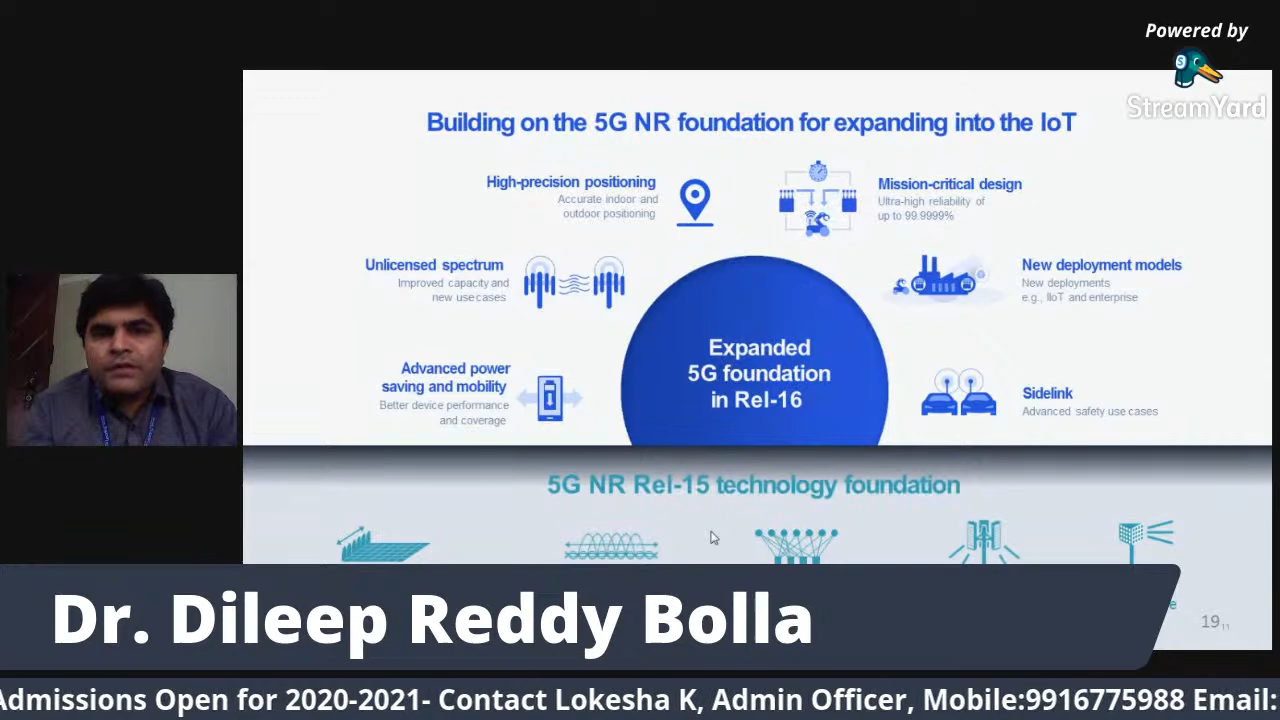 Powered by
StreamYard
Building on the 5G NR foundation for expanding into the IoT
High-precision positioning
Accurate indoor and
outdoor positioning
Mission-critical design
Ultra-high reliability of
up to 99.9999%
Unlicensed spectrum
Improved capacity and
new use cases
New deployment models
New deployments
e.g., IIoT and enterprise
Advanced power
saving and mobility
Better device performance
and coverage
Expanded
5G foundation
in Rel-16
Sidelink
Advanced safety use cases
5G NR Rel-15 technology foundation
e
19
11
Dr. Dileep Reddy Bolla
Admissions Open for 2020-2021- Contact Lokesha K, Admin Officer, Mobile:9916775988 Email: